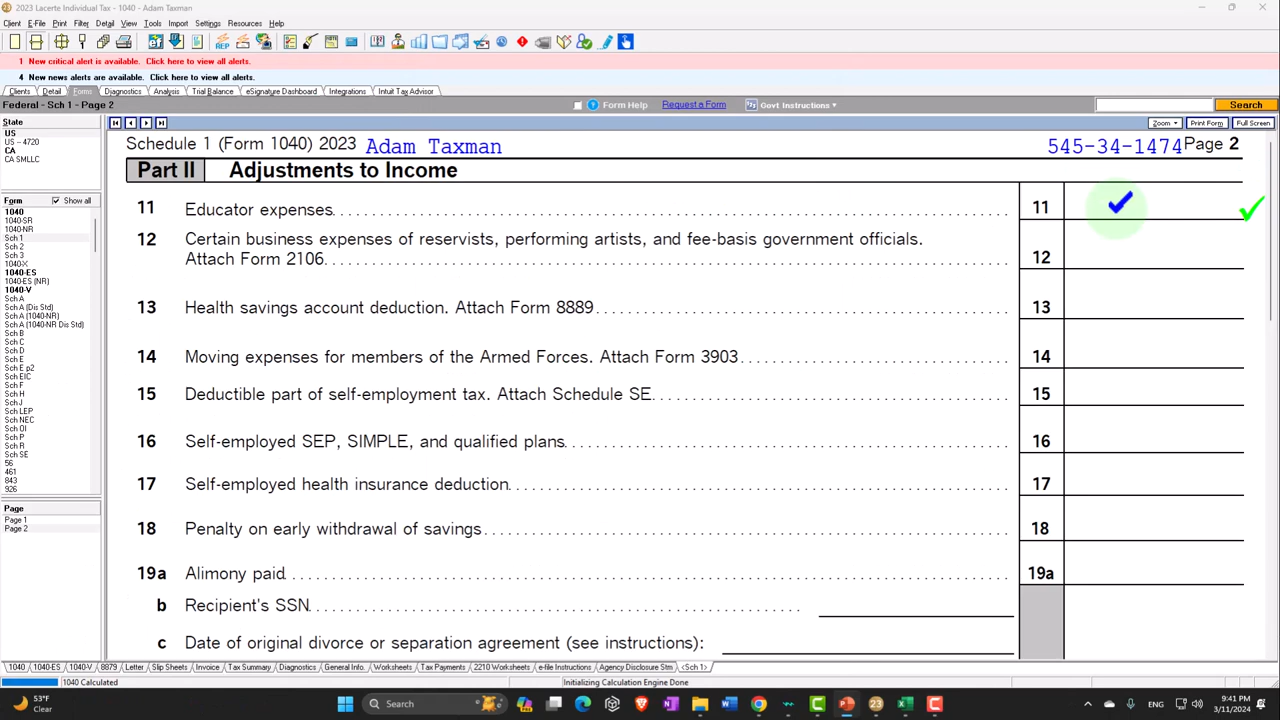 2023 Lacerte Individual Tax - 1040 - Adam Taxman
Client E-File Print Filter Detail View Tools Import Settings Resources Help
REP
1 New critical alert is available. Click here to view all alerts.
4 New news alerts are available. Click here to view all alerts.
Clients Detail Forms Diagnostics Analysis Trial Balance eSignature Dashboard Integrations Intuit Tax Advisor
Federal - Sch 1 - Page 2 Form Help Request a Form Govt Instructions Search
State
Zoom Print Form Full Screen
US
US - 4720
CA
CA SMLLC
Form Show all
1040
1040-SR
1040-NR
Sch 1
Sch 2
Sch 3
1040-X
1040-ES
1040-ES (NR)
1040-V
Sch A
Sch A (Dis Std)
Sch A (1040-NR)
Sch A (1040-NR Dis Std)
Sch B
Sch C
Sch D
Sch E
Sch E p2
Sch EIC
Sch F
Sch H
Sch J
Sch LEP
Sch NEC
Sch OI
Sch P
Sch R
Sch SE
56
461
843
926
Page
Page 1
Page 2
Schedule 1 (Form 1040) 2023 Adam Taxman 545-34-1474 Page 2
Part II Adjustments to Income
11 Educator expenses 11
12 Certain business expenses of reservists, performing artists, and fee-basis government officials.
Attach Form 2106 12
13 Health savings account deduction. Attach Form 8889 13
14 Moving expenses for members of the Armed Forces. Attach Form 3903 14
15 Deductible part of self-employment tax. Attach Schedule SE 15
16 Self-employed SEP, SIMPLE, and qualified plans 16
17 Self-employed health insurance deduction 17
18 Penalty on early withdrawal of savings 18
19a Alimony paid 19a
b Recipient's SSN
c Date of original divorce or separation agreement (see instructions):
1040 1040-ES 1040-V 8879 Letter Slip Sheets Invoice Tax Summary Diagnostics General Info. Worksheets Tax Payments 2210 Worksheets e-file Instructions Agency Disclosure Stm <Sch 1>
1040 Calculated Initializing Calculation Engine Done
53°F
Clear
Search
23
ENG
9:41 PM
3/11/2024